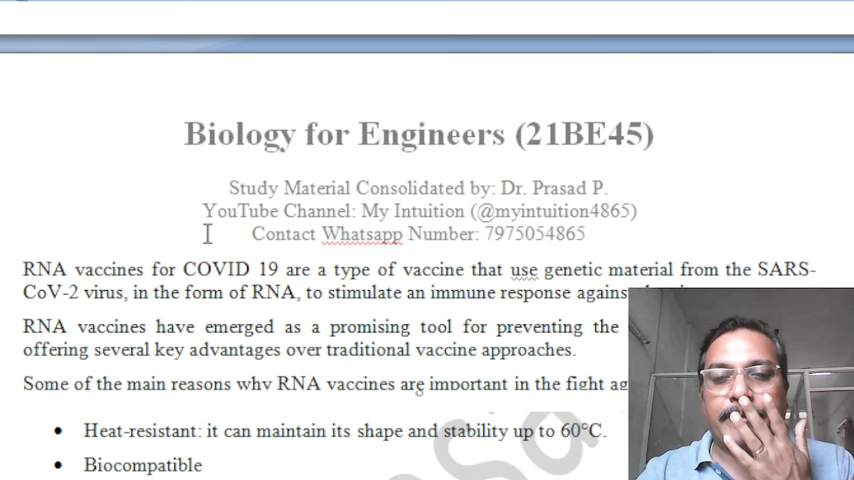 Biology for Engineers (21BE45)
Study Material Consolidated by: Dr. Prasad P.
YouTube Channel: My Intuition (@myintuition4865)
Contact Whatsapp Number: 7975054865
RNA vaccines for COVID 19 are a type of vaccine that use genetic material from the SARS-
CoV-2 virus, in the form of RNA, to stimulate an immune response
RNA vaccines have emerged as a promising tool for preventing the
offering several key advantages over traditional vaccine approaches.
Some of the main reasons why RNA vaccines are important in the fight
• Heat-resistant: it can maintain its shape and stability up to 60°C.
• Biocompatible